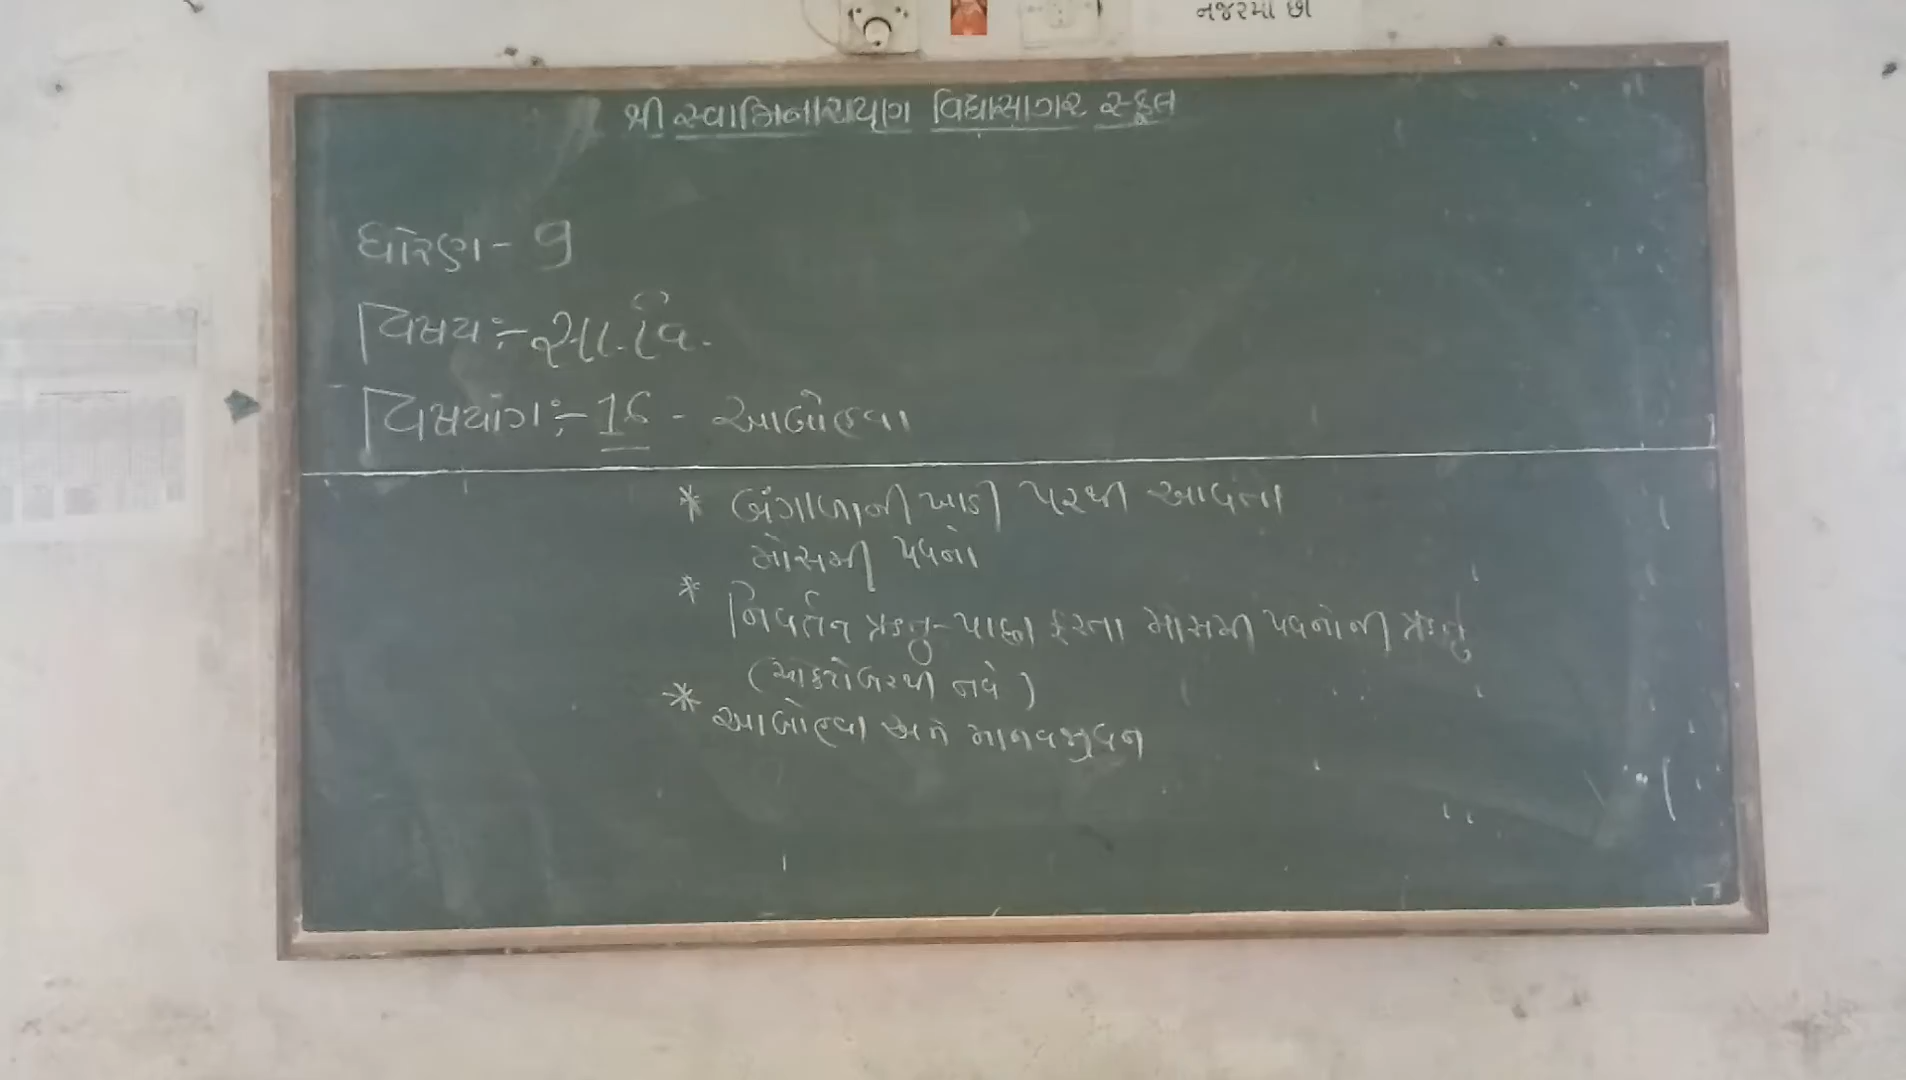 નજરમાં છો
શ્રી સ્વામિનારાયણ વિદ્યાસાગર સ્કૂલ
ધોરણ - 9
વિષય :- સા. વિ.
વિષયાંગ :- 16 - આબોહવા
* બંગાળાની ખાડી પરથી આવતા
મોસમી પવનો
* નિવર્તન ઋતુ - પાછા ફરતા મોસમી પવનોની ઋતુ
(ઓક્ટોબરથી નવે)
* આબોહવા અને માનવજીવન